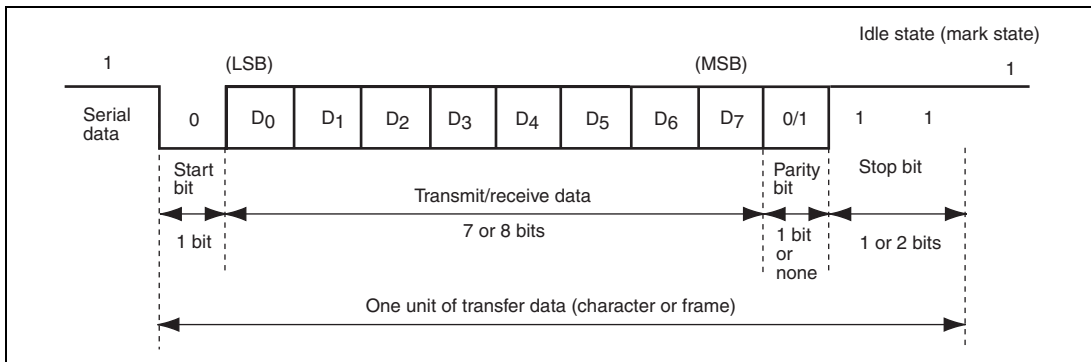 Idle state (mark state)
1 (LSB) (MSB) 1
Serial
data
0 D0 D1 D2 D3 D4 D5 D6 D7 0/1 1 1
Start
bit
Parity
bit
Stop bit
Transmit/receive data
1 bit
7 or 8 bits
1 bit
or
none
1 or 2 bits
One unit of transfer data (character or frame)